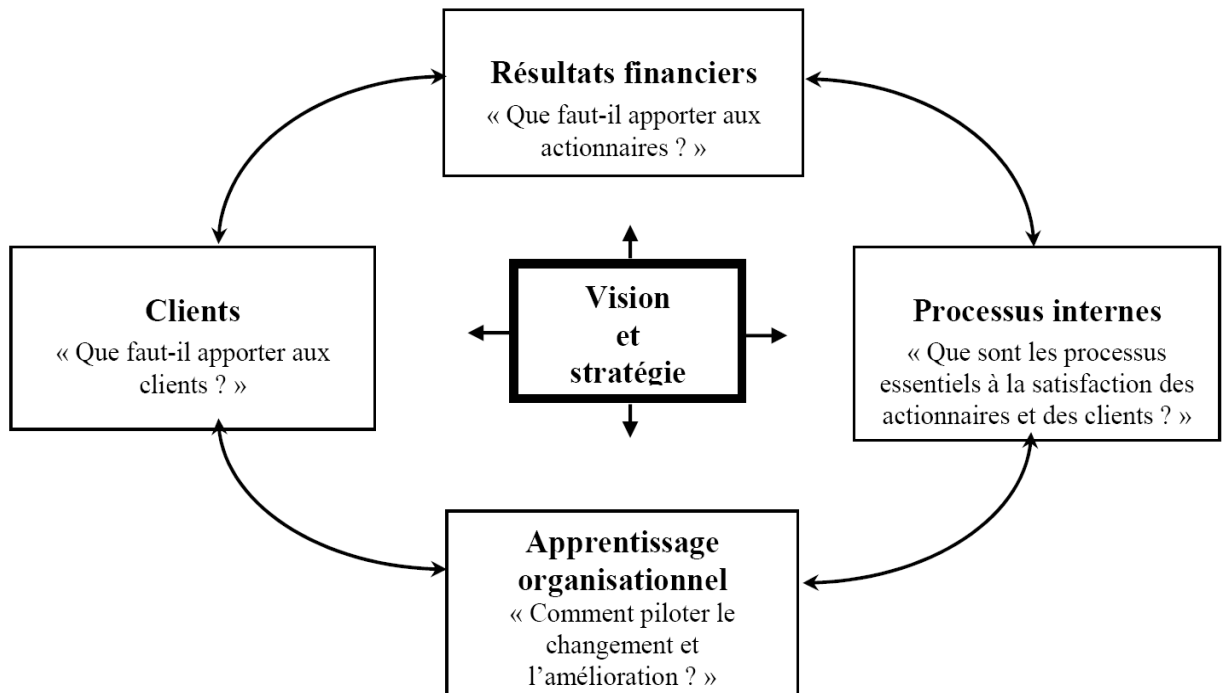 Résultats financiers
« Que faut-il apporter aux
actionnaires ? »
Clients
« Que faut-il apporter aux
clients ? »
Vision
et
stratégie
Processus internes
« Que sont les processus
essentiels à la satisfaction des
actionnaires et des clients ? »
Apprentissage
organisationnel
« Comment piloter le
changement et
l’amélioration ? »